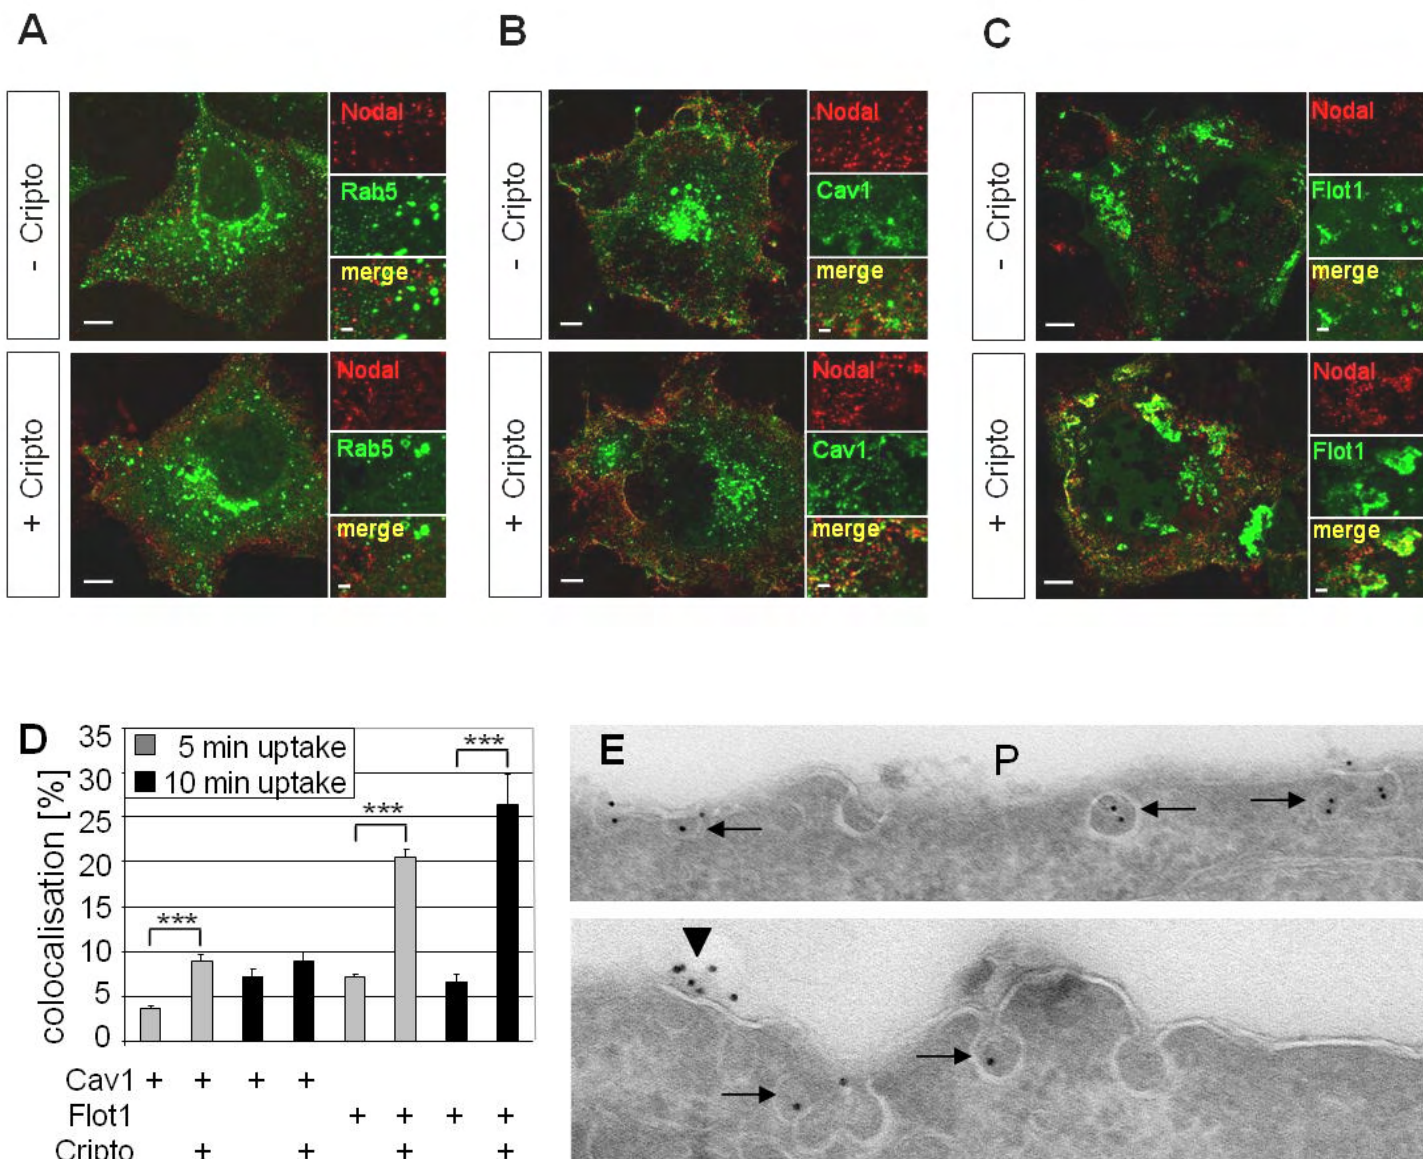 A
B
C
- Cripto
Nodal
Rab5
merge
- Cripto
Nodal
Cav1
merge
- Cripto
Nodal
Flot1
merge
+ Cripto
Nodal
Rab5
merge
+ Cripto
Nodal
Cav1
merge
+ Cripto
Nodal
Flot1
merge
D
35
30
25
20
15
10
5
0
colocalisation [%]
5 min uptake
10 min uptake
***
***
***
Cav1 + + + +
Flot1 + + + +
Cripto + + + +
E
P